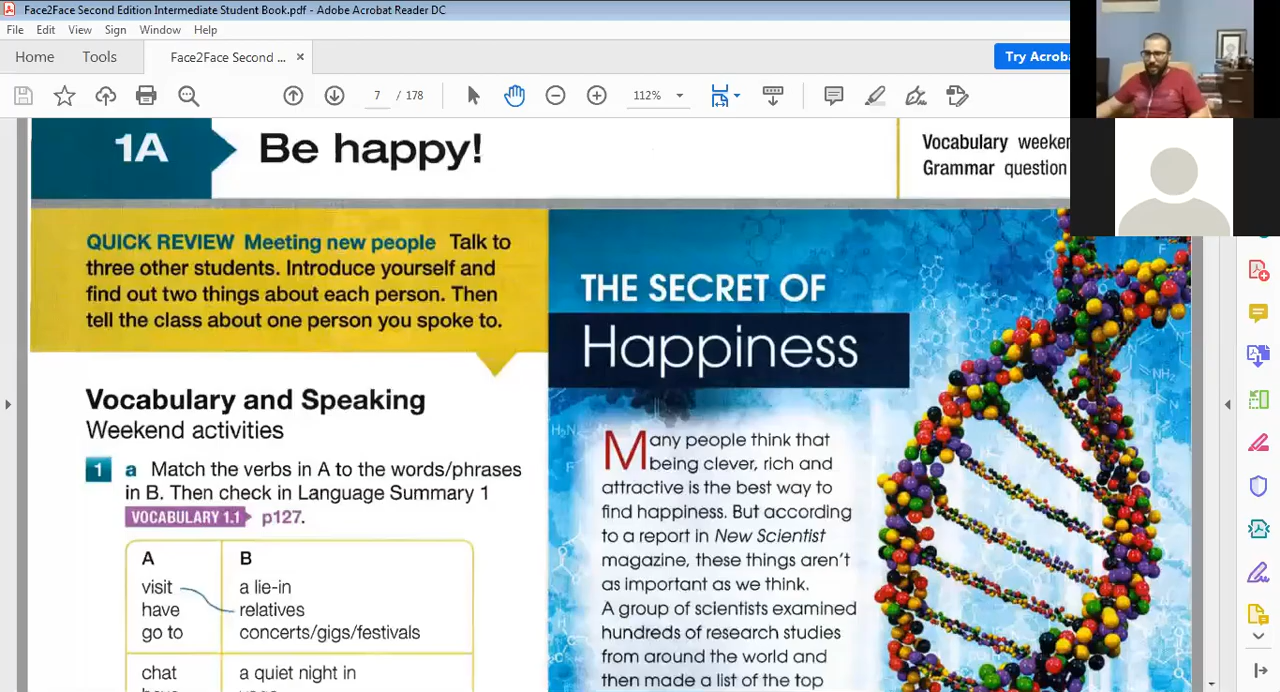 Face2Face Second Edition Intermediate Student Book.pdf - Adobe Acrobat Reader DC
File Edit View Sign Window Help
Home Tools Face2Face Second ... × Try Acroba
7 / 178 112%
1A Be happy!
Vocabulary weeke
Grammar question
QUICK REVIEW Meeting new people Talk to
three other students. Introduce yourself and
find out two things about each person. Then
tell the class about one person you spoke to.
Vocabulary and Speaking
Weekend activities
1 a Match the verbs in A to the words/phrases
in B. Then check in Language Summary 1
VOCABULARY 1.1 p127.
A B
visit a lie-in
have relatives
go to concerts/gigs/festivals
chat a quiet night in
THE SECRET OF
Happiness
Many people think that
being clever, rich and
attractive is the best way to
find happiness. But according
to a report in New Scientist
magazine, these things aren't
as important as we think.
A group of scientists examined
hundreds of research studies
from around the world and
then made a list of the top